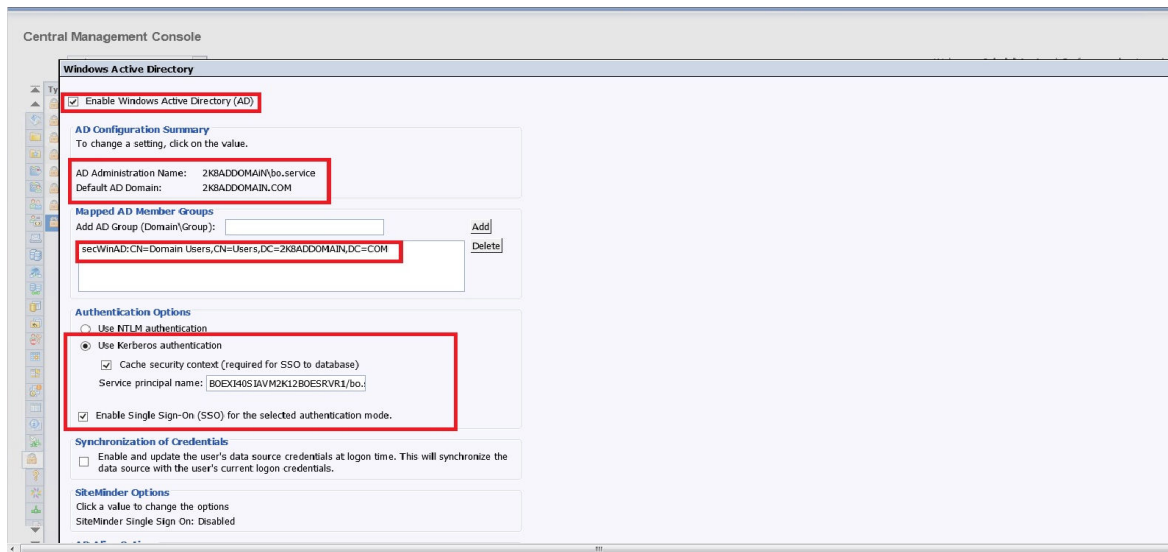 Central Management Console
Windows Active Directory
Ty
Enable Windows Active Directory (AD)
AD Configuration Summary
To change a setting, click on the value.
AD Administration Name: 2K8ADDOMAiN\bo.service
Default AD Domain: 2K8ADDOMAIN.COM
Mapped AD Member Groups
Add AD Group (Domain\Group):
Add
secWinAD:CN=Domain Users,CN=Users,DC=2K8ADDOMAIN,DC=COM
Delete
Authentication Options
Use NTLM authentication
Use Kerberos authentication
Cache security context (required for SSO to database)
Service principal name: BOEXI40SIAVM2K12BOESRVR1/bo.s
Enable Single Sign-On (SSO) for the selected authentication mode.
Synchronization of Credentials
Enable and update the user's data source credentials at logon time. This will synchronize the
data source with the user's current logon credentials.
SiteMinder Options
Click a value to change the options
SiteMinder Single Sign On: Disabled